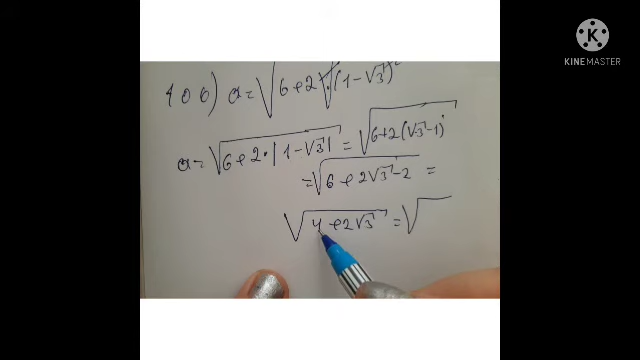 KINEMASTER
406) a=√6+2√(1-√3)²
a=√6+2·|1-√3| = √6+2(√3-1)
=√6+2√3-2 =
√4+2√3 = √